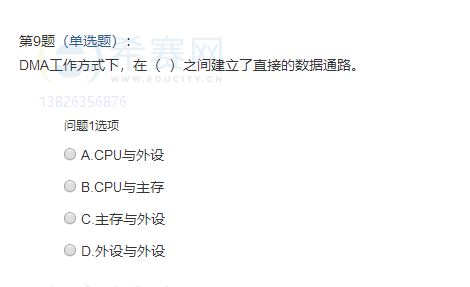 第9题（单选题）：
希赛网
WWW.EDUCITY.CN
DMA工作方式下，在（  ）之间建立了直接的数据通路。
13826356876
问题1选项
A.CPU与外设
B.CPU与主存
C.主存与外设
D.外设与外设